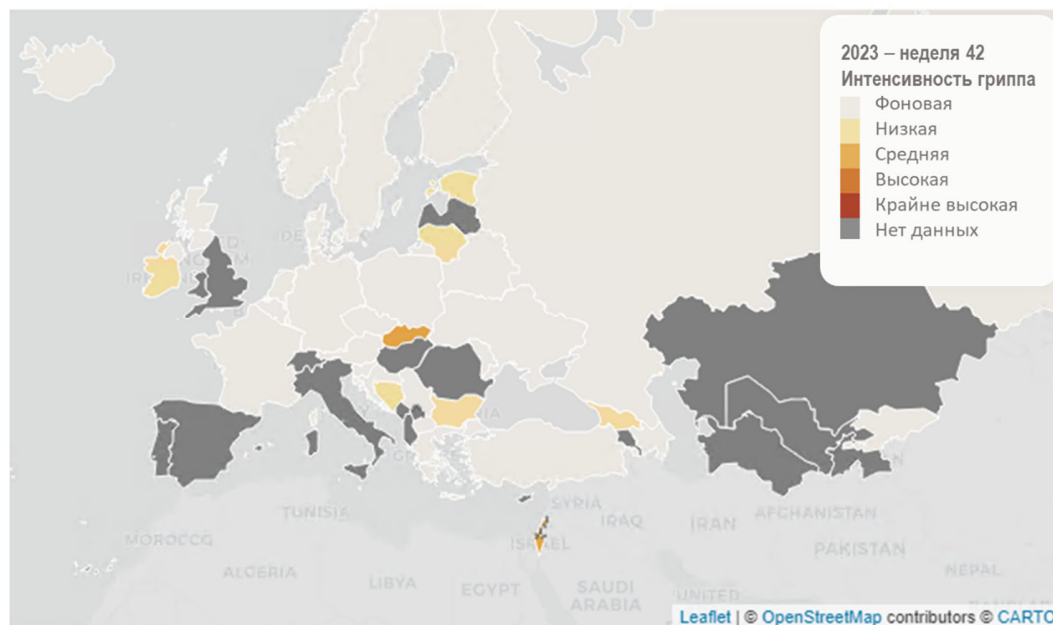 2023 – неделя 42
Интенсивность гриппа
Фоновая
Низкая
Средняя
Высокая
Крайне высокая
Нет данных
SYRIA
TUNISIA
IRAQ
IRAN
AFGHANISTAN
MOROCCO
ISRAEL
PAKISTAN
ALGERIA
LIBYA
EGYPT
SAUDI
ARABIA
NEPAL
UNITED
Leaflet | © OpenStreetMap contributors © CARTO